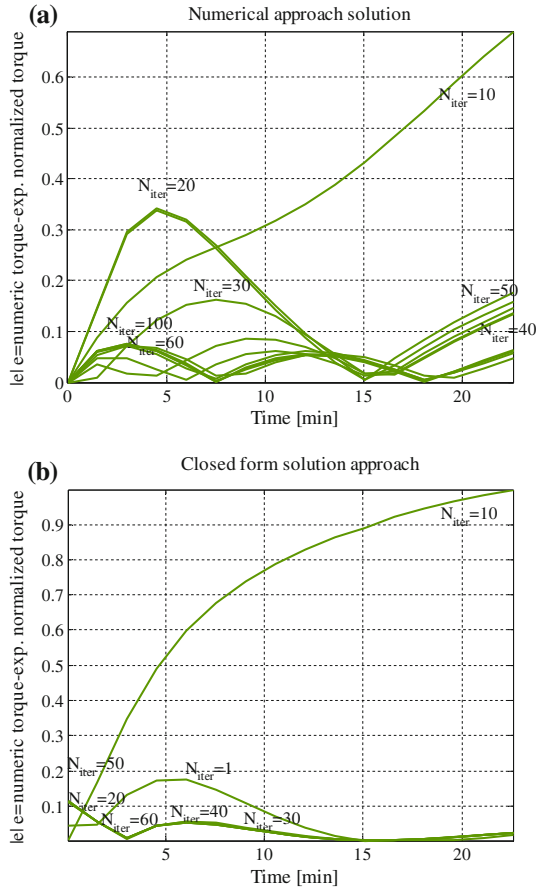 (a)
Numerical approach solution
|e| e=numeric torque-exp. normalized torque
0.6
0.5
0.4
0.3
0.2
0.1
0
N_iter=10
N_iter=20
N_iter=30
N_iter=50
N_iter=100
N_iter=40
N_iter=60
0 5 10 15 20
Time [min]
(b)
Closed form solution approach
|e| e=numeric torque-exp. normalized torque
0.9
0.8
0.7
0.6
0.5
0.4
0.3
0.2
0.1
N_iter=10
N_iter=50
N_iter=1
N_iter=20
N_iter=60
N_iter=40
N_iter=30
5 10 15 20
Time [min]